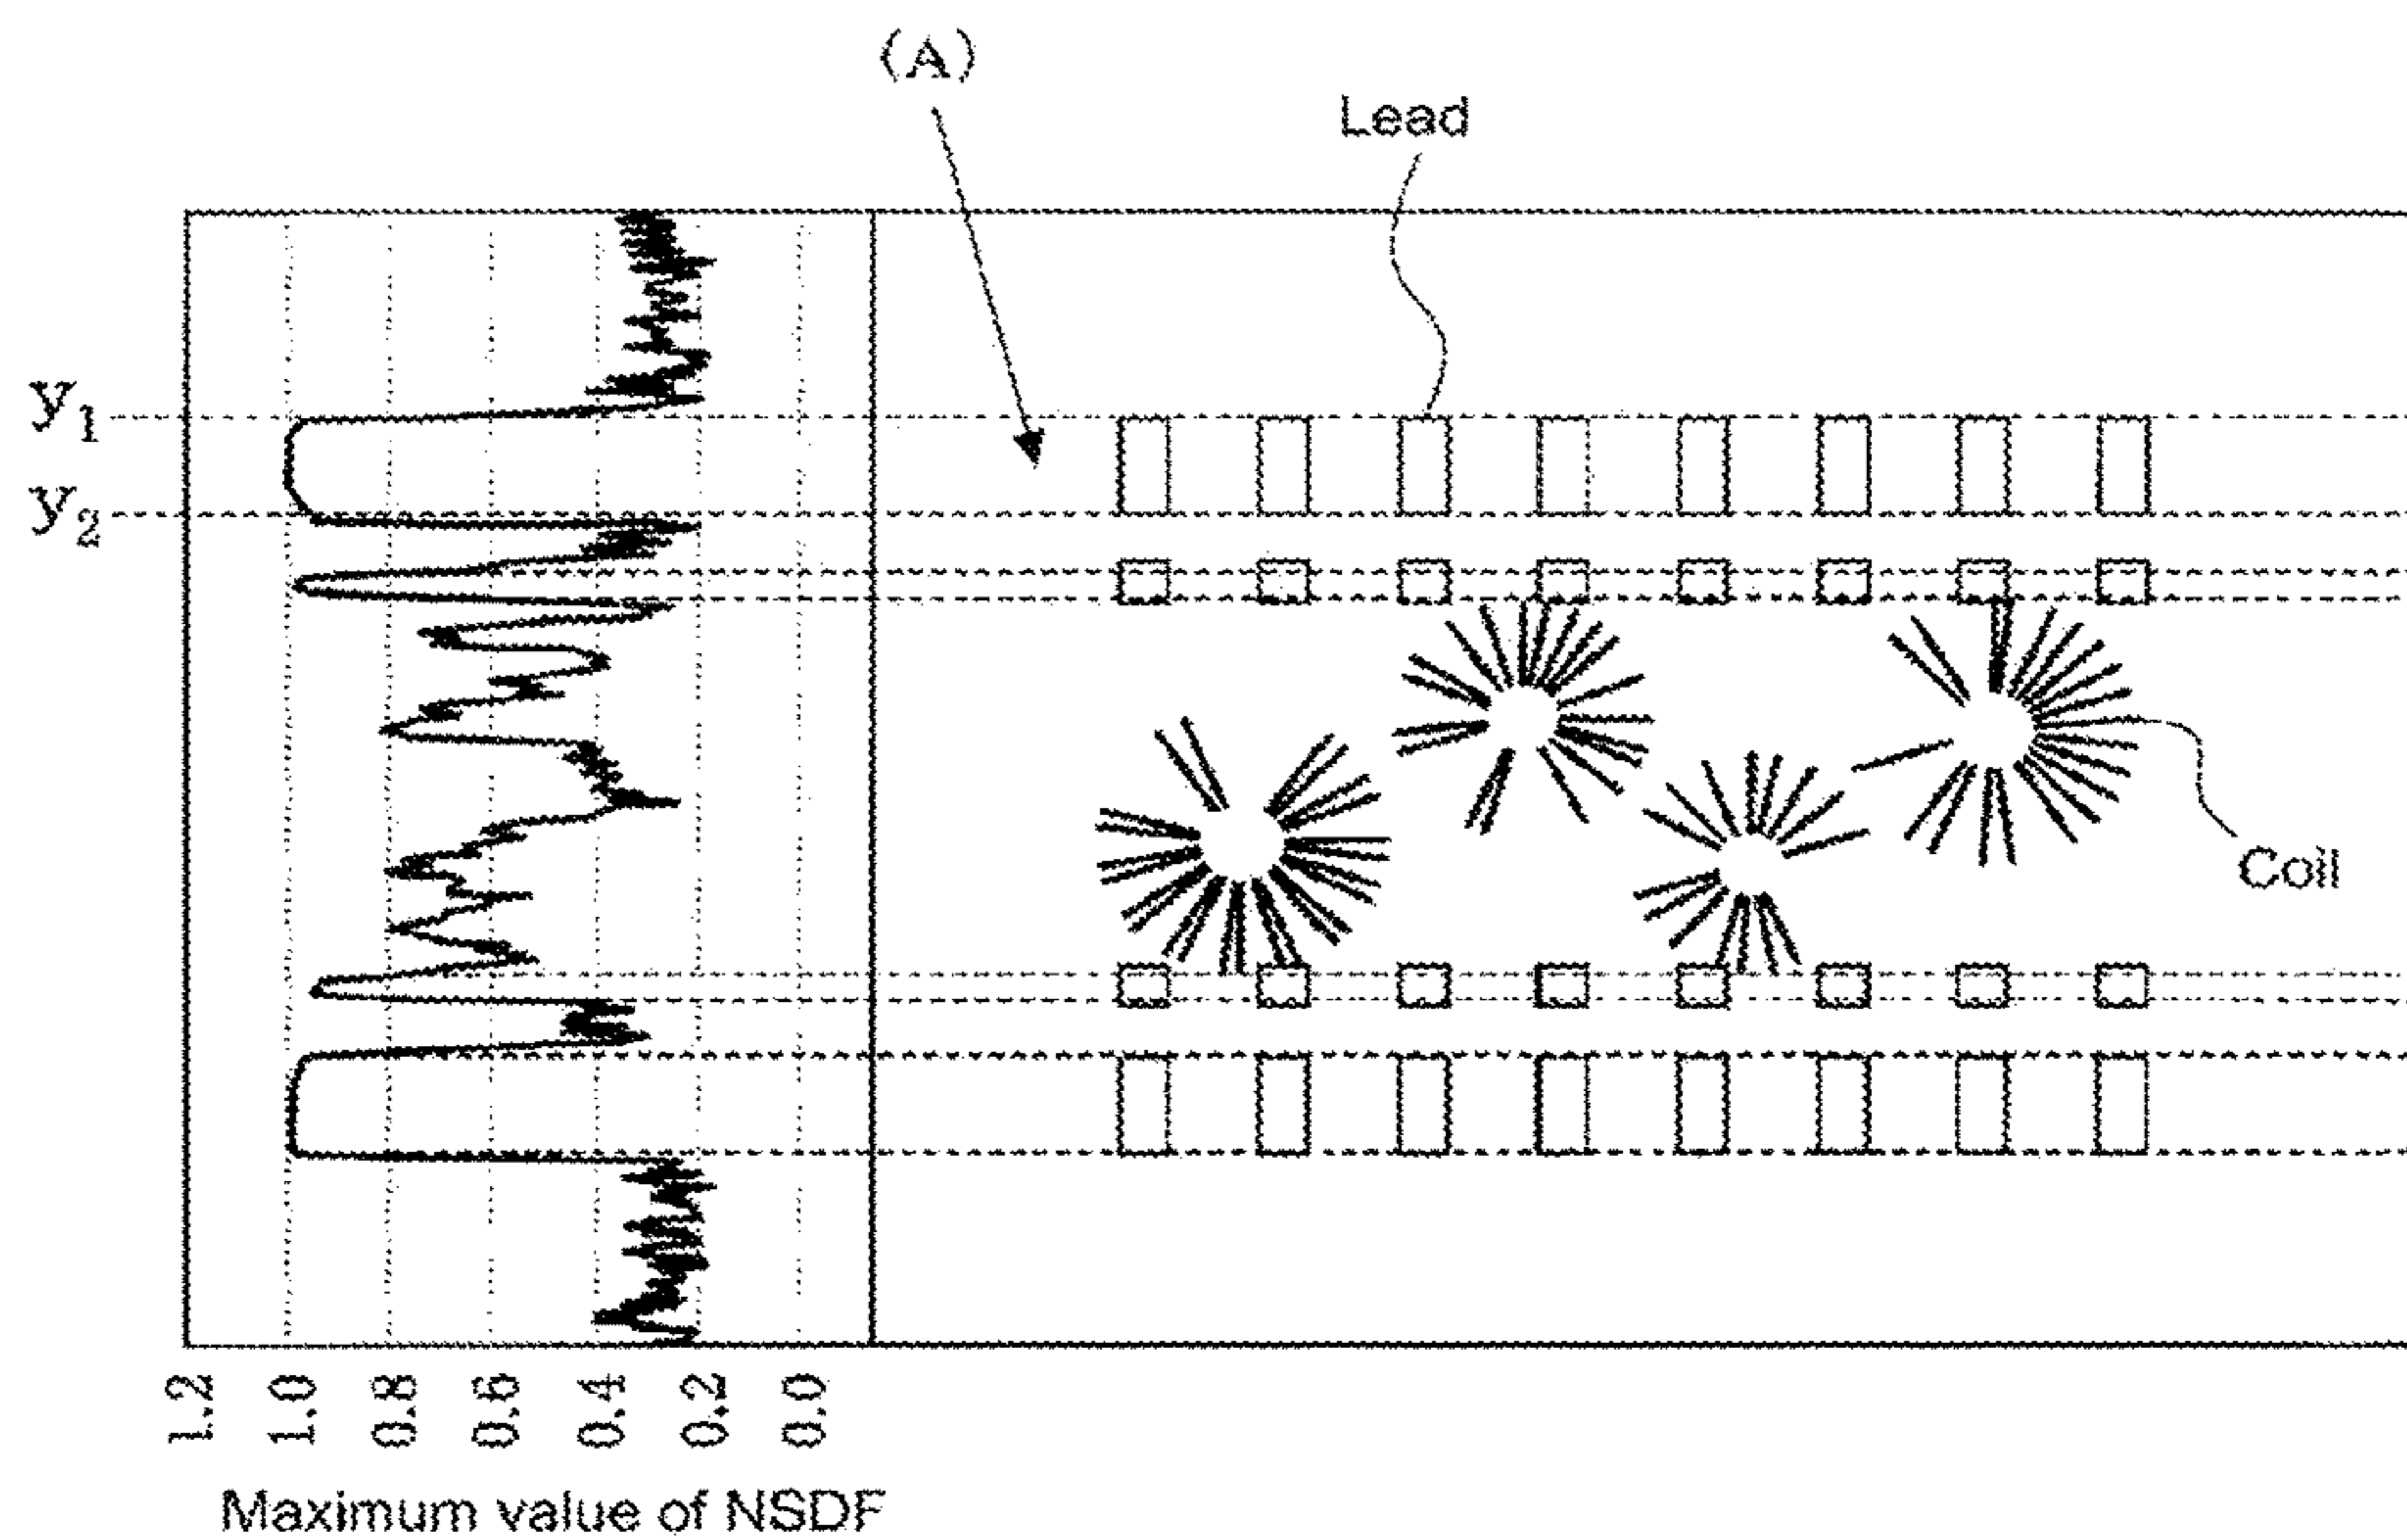 (A)
Lead
y1
y2
Coil
1.2
1.0
0.8
0.6
0.4
0.2
0.0
Maximum value of NSDF